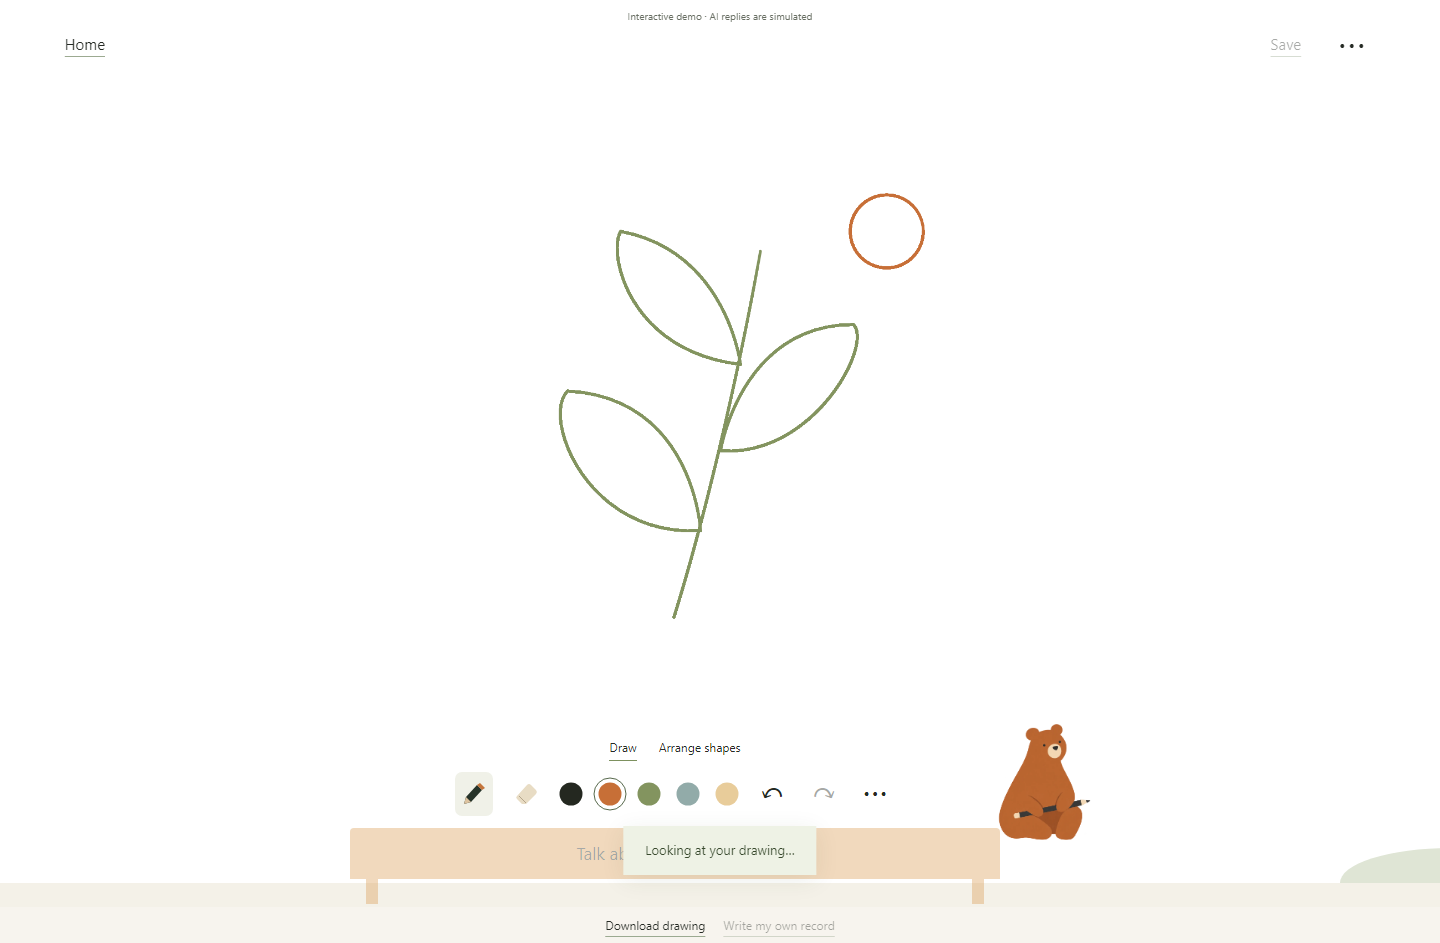 Interactive demo · AI replies are simulated
Home
Save
Draw
Arrange shapes
Talk
Looking at your drawing...
Download drawing
Write my own record